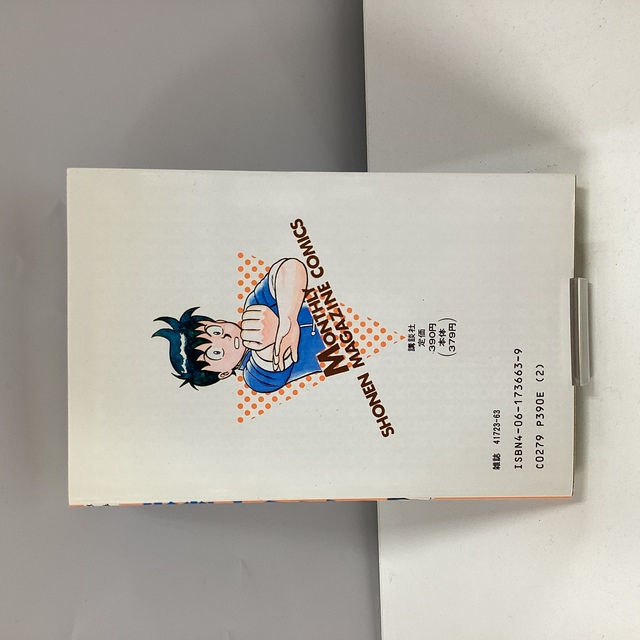 MONTHLY
SHONEN MAGAZINE COMICS
講談社
定価
390円
(本体
379円)
雑誌 41723-63
ISBN4-06-173663-9
C0279 P390E (2)